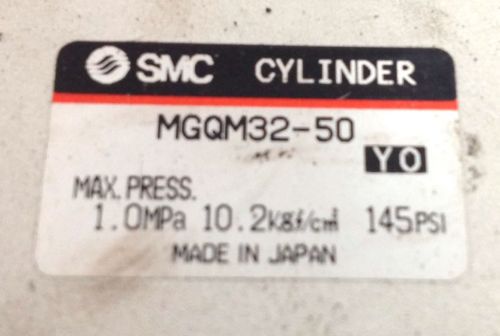 SMC CYLINDER
MGQM32-50
YO
MAX. PRESS.
1.0MPa 10.2kgf/cm² 145PSI
MADE IN JAPAN